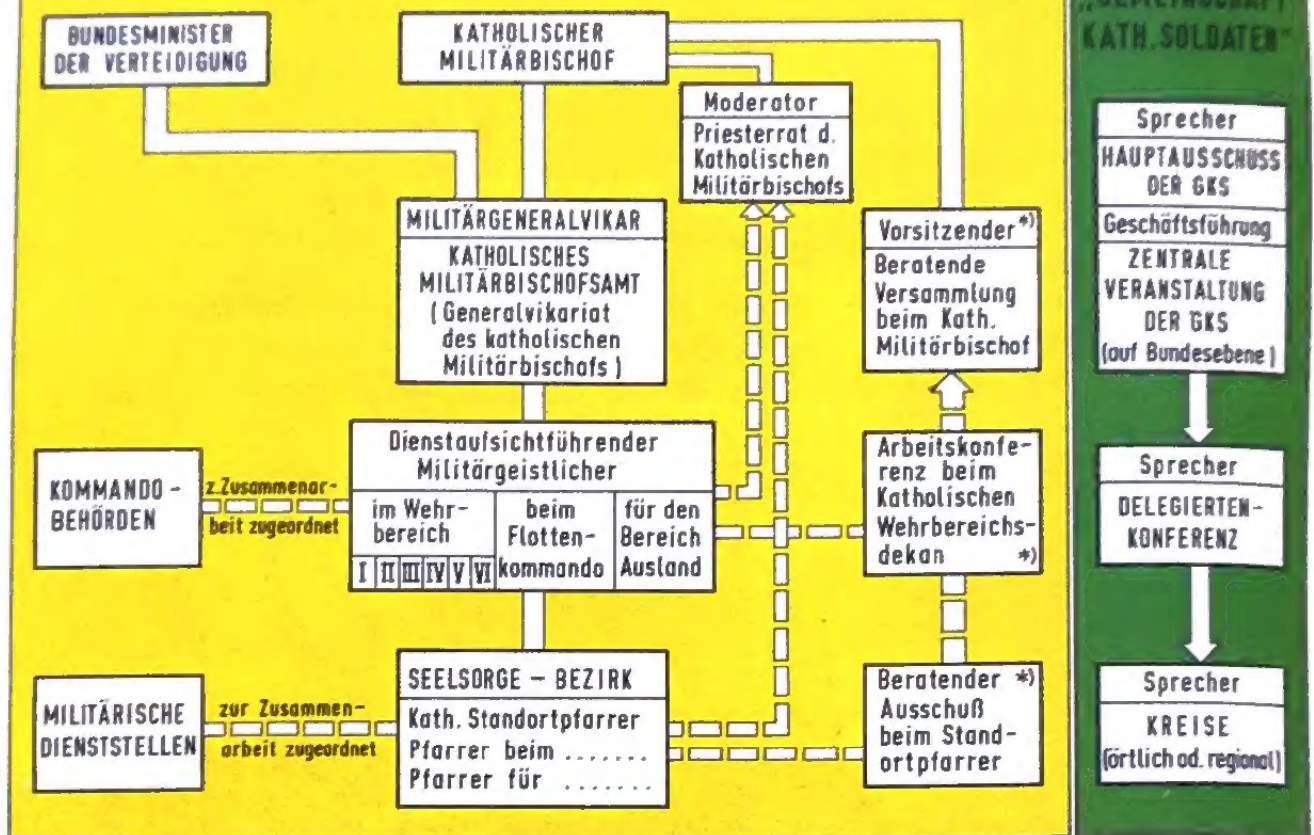 BUNDESMINISTER
DER VERTEIDIGUNG
KATHOLISCHER
MILITÄRBISCHOF
Moderator
Priesterrat d.
Katholischen
Militärbischofs
MILITÄRGENERALVIKAR
KATHOLISCHES
MILITÄRBISCHOFSAMT
(Generalvikariat
des katholischen
Militärbischofs)
Vorsitzender*)
Beratende
Versammlung
beim Kath.
Militärbischof
KOMMANDO-
BEHÖRDEN
z.Zusammenar-
beit zugeordnet
Dienstaufsichtführender
Militärgeistlicher
im Wehr-
bereich
I II III IV V VI
beim
Flotten-
kommando
für den
Bereich
Ausland
Arbeitskonfe-
renz beim
Katholischen
Wehrbereichs-
dekan *)
MILITÄRISCHE
DIENSTSTELLEN
zur Zusammen-
arbeit zugeordnet
SEELSORGE - BEZIRK
Kath. Standortpfarrer
Pfarrer beim .......
Pfarrer für .......
Beratender *)
Ausschuß
beim Stand-
ortpfarrer
„GEMEINSCHAFT
KATH. SOLDATEN"
Sprecher
HAUPTAUSSCHUSS
DER GKS
Geschäftsführung
ZENTRALE
VERANSTALTUNG
DER GKS
(auf Bundesebene)
Sprecher
DELEGIERTEN-
KONFERENZ
Sprecher
KREISE
(örtlich od. regional)